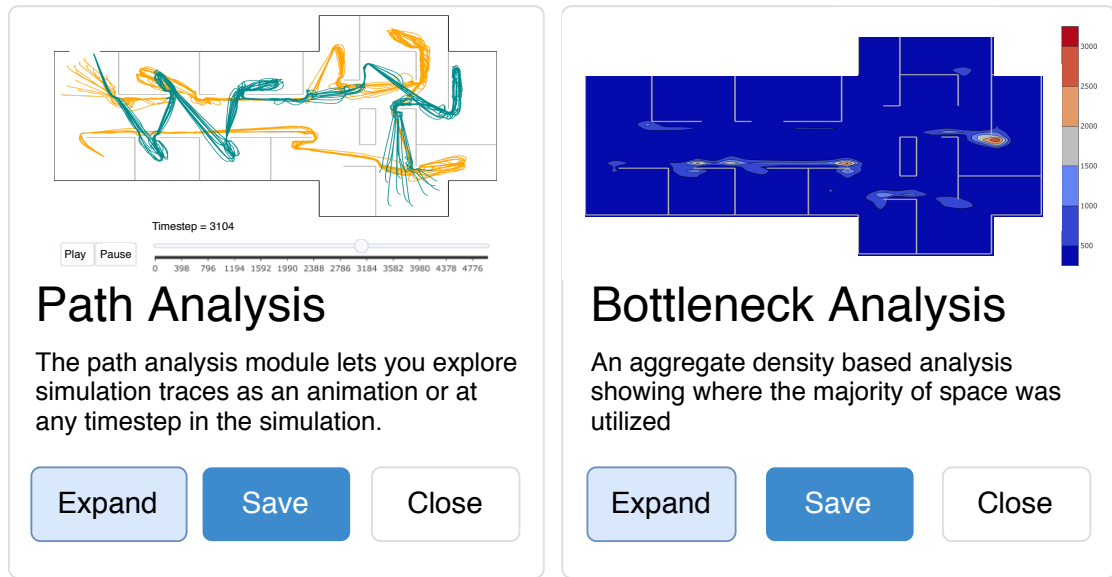 Timestep = 3104
Play Pause
0 398 796 1194 1592 1990 2388 2786 3184 3582 3980 4378 4776
Path Analysis
The path analysis module lets you explore
simulation traces as an animation or at
any timestep in the simulation.
Expand Save Close
3000
2500
2000
1500
1000
500
Bottleneck Analysis
An aggregate density based analysis
showing where the majority of space was
utilized
Expand Save Close